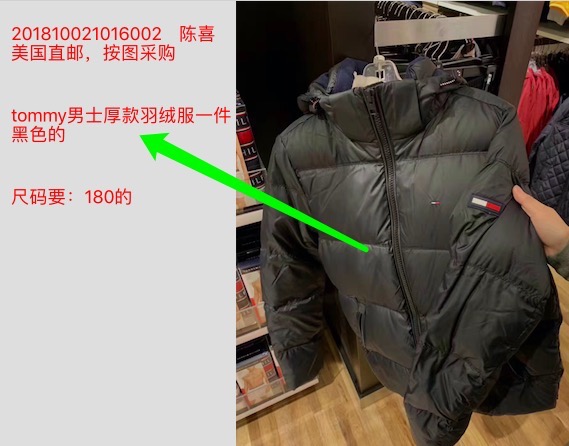 201810021016002 陈喜
美国直邮，按图采购
tommy男士厚款羽绒服一件
黑色的
尺码要：180的